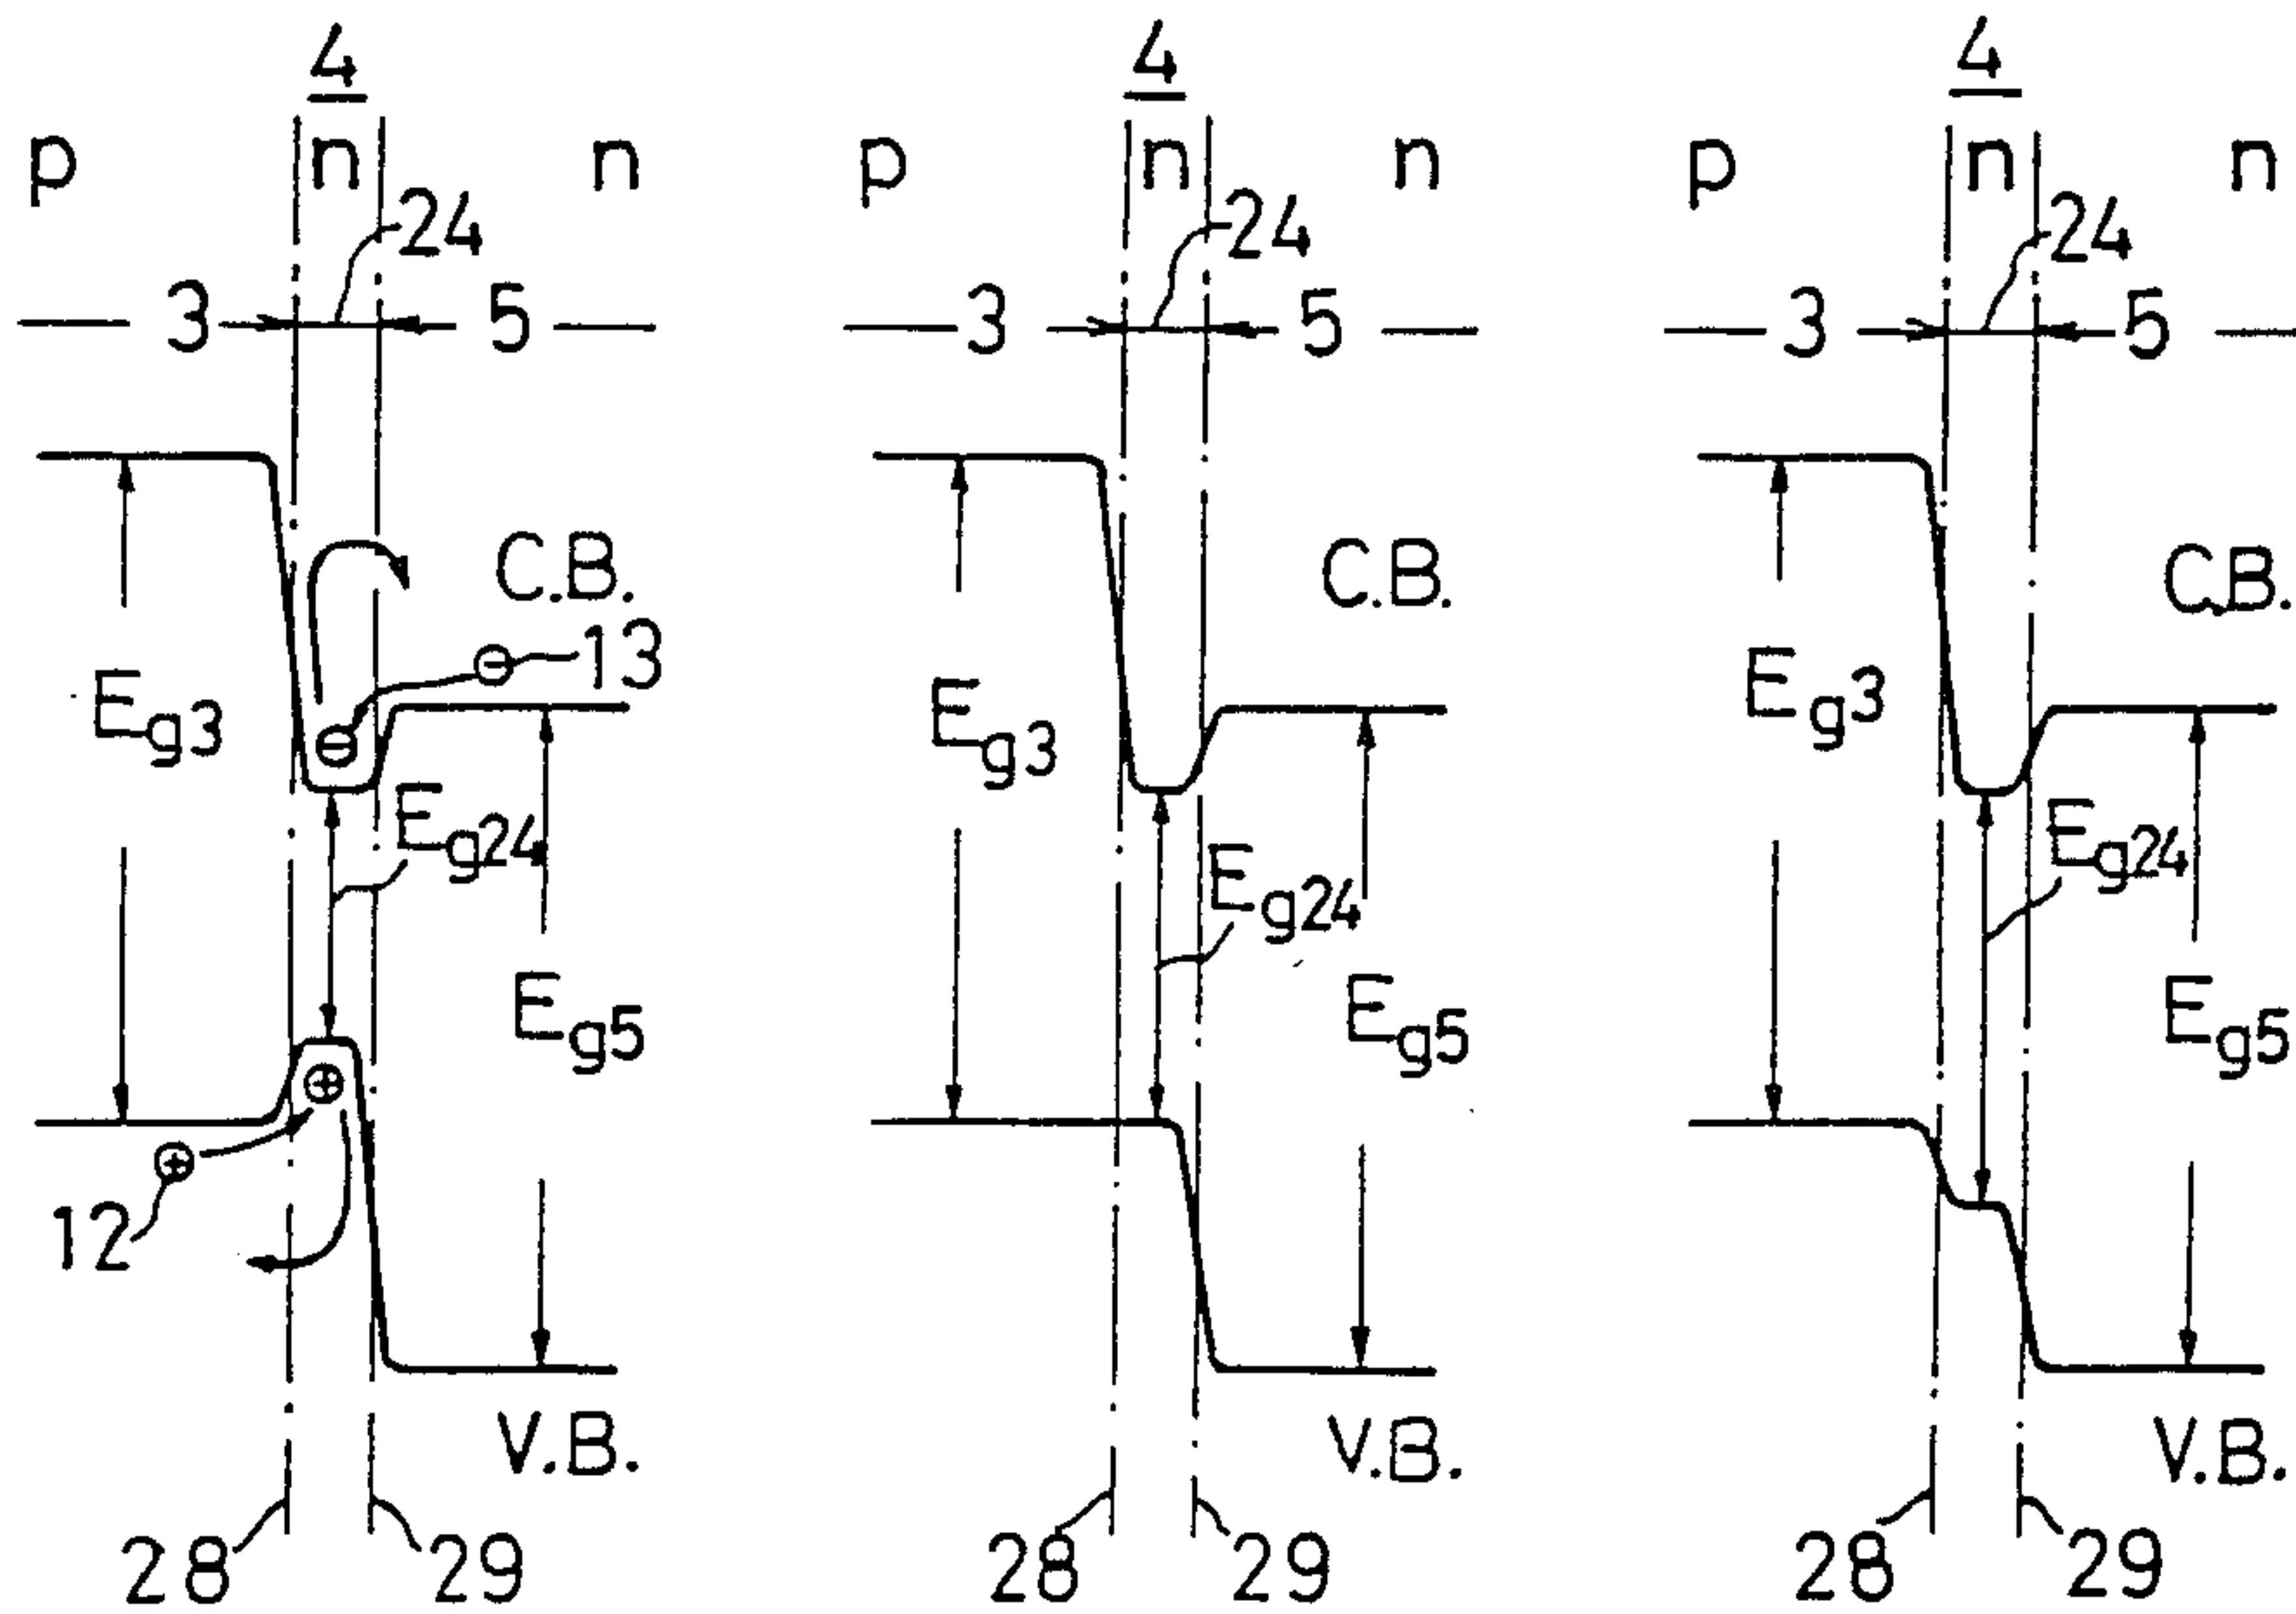 4 4 4
p n n p n n p n n
24 24 24
3 5 3 5 3 5
C.B. C.B. C.B.
13
Eg3 Eg3 Eg3
Eg24 Eg24 Eg24
Eg5 Eg5 Eg5
12
V.B. V.B. V.B.
28 29 28 29 28 29